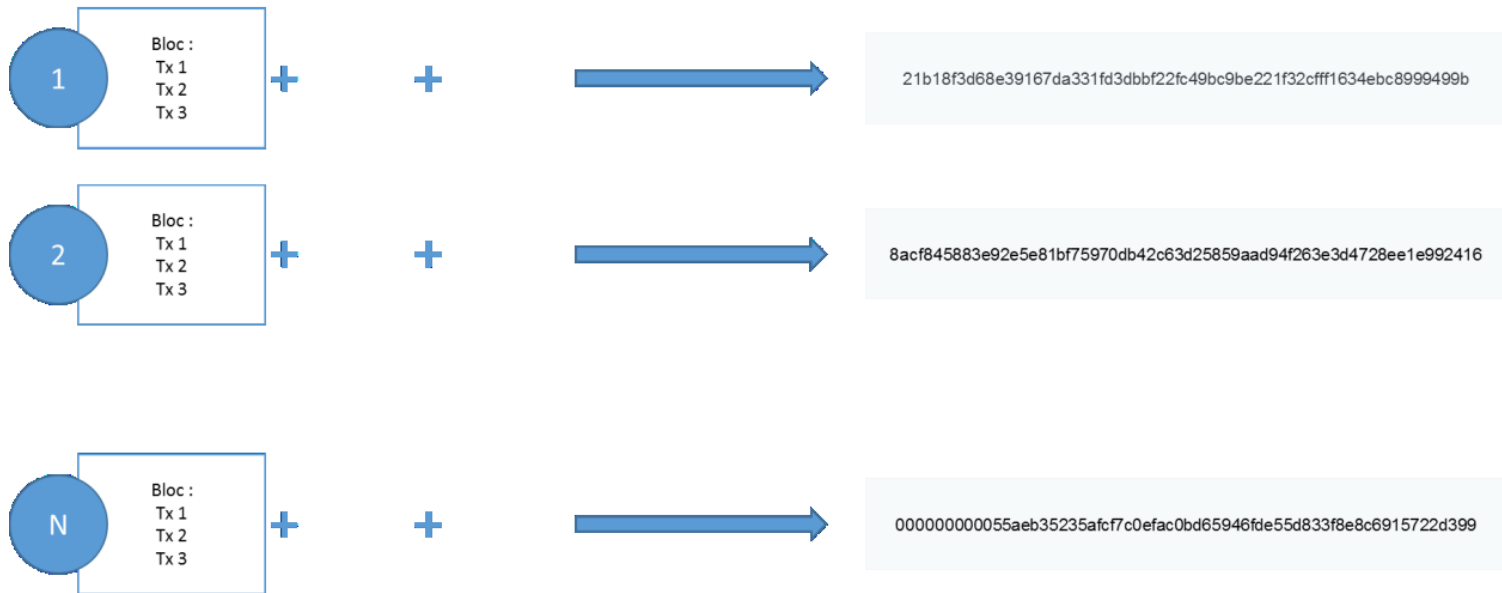 1
Bloc :
Tx 1
Tx 2
Tx 3
+ +
21b18f3d68e39167da331fd3dbbf22fc49bc9be221f32cfff1634ebc8999499b
2
Bloc :
Tx 1
Tx 2
Tx 3
+ +
8acf845883e92e5e81bf75970db42c63d25859aad94f263e3d4728ee1e992416
N
Bloc :
Tx 1
Tx 2
Tx 3
+ +
000000000055aeb35235afcf7c0efac0bd65946fde55d833f8e8c6915722d399